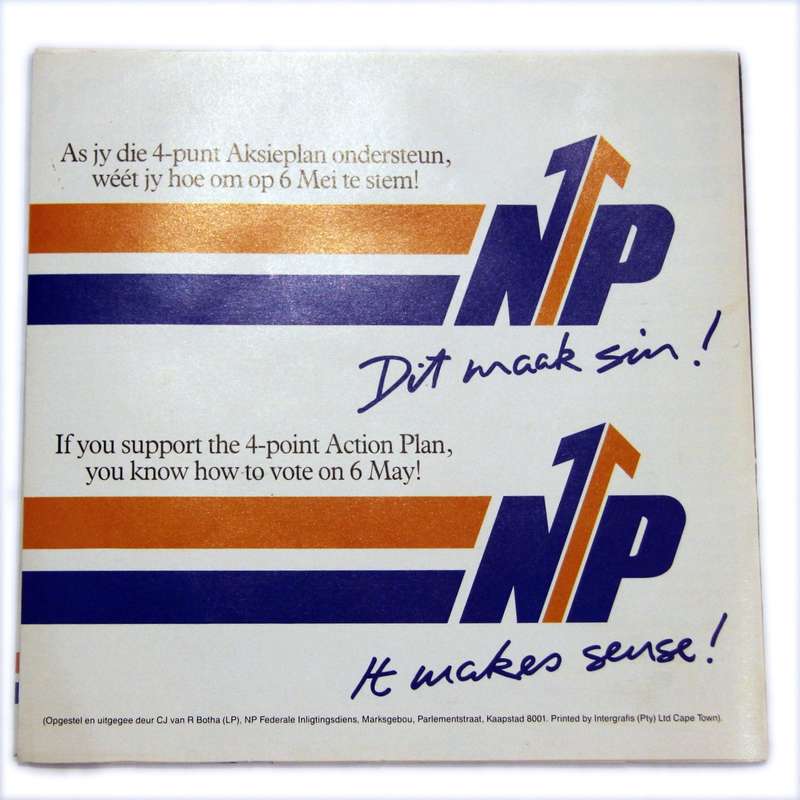 As jy die 4-punt Aksieplan ondersteun,
wéét jy hoe om op 6 Mei te stem!
NP
Dit maak sin!
If you support the 4-point Action Plan,
you know how to vote on 6 May!
NP
It makes sense!
(Opgestel en uitgegee deur CJ van R Botha (LP), NP Federale Inligtingsdiens, Marksgebou, Parlementstraat, Kaapstad 8001. Printed by Intergrafis (Pty) Ltd Cape Town).